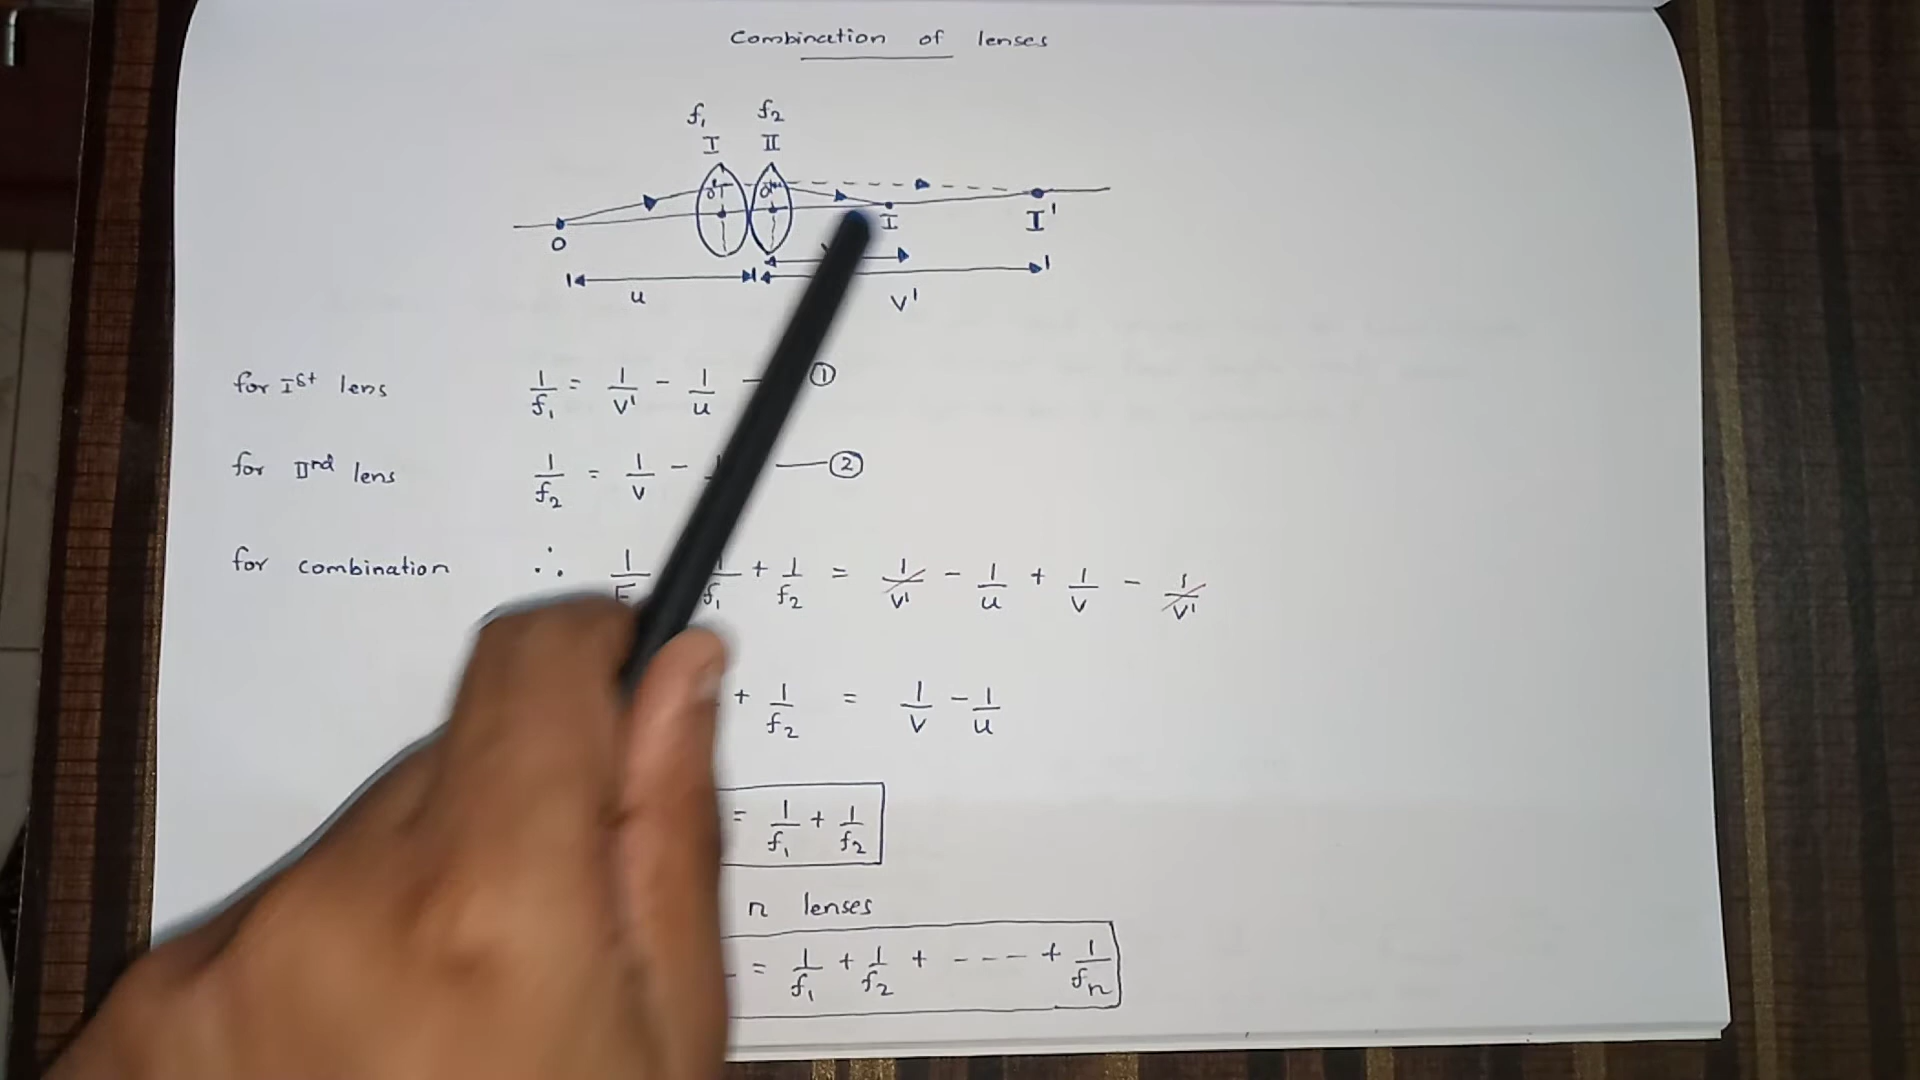 Combination of lenses
f₁ f₂
I II
O I I'
u v'
for Ist lens 1/f₁ = 1/v' - 1/u — ①
for IInd lens 1/f₂ = 1/v - — ②
for combination ∴ 1/F 1/f₁ + 1/f₂ = 1/v' - 1/u + 1/v - 1/v'
+ 1/f₂ = 1/v - 1/u
= 1/f₁ + 1/f₂
n lenses
= 1/f₁ + 1/f₂ + ---- + 1/fn